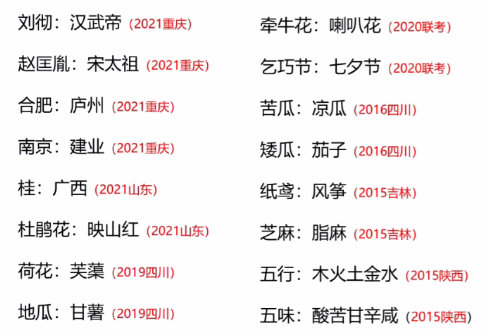 刘彻：汉武帝（2021重庆）
赵匡胤：宋太祖（2021重庆）
合肥：庐州（2021重庆）
南京：建业（2021重庆）
桂：广西（2021山东）
杜鹃花：映山红（2021山东）
荷花：芙蕖（2019四川）
地瓜：甘薯（2019四川）
牵牛花：喇叭花（2020联考）
乞巧节：七夕节（2020联考）
苦瓜：凉瓜（2016四川）
矮瓜：茄子（2016四川）
纸鸢：风筝（2015吉林）
芝麻：脂麻（2015吉林）
五行：木火土金水（2015陕西）
五味：酸苦甘辛咸（2015陕西）